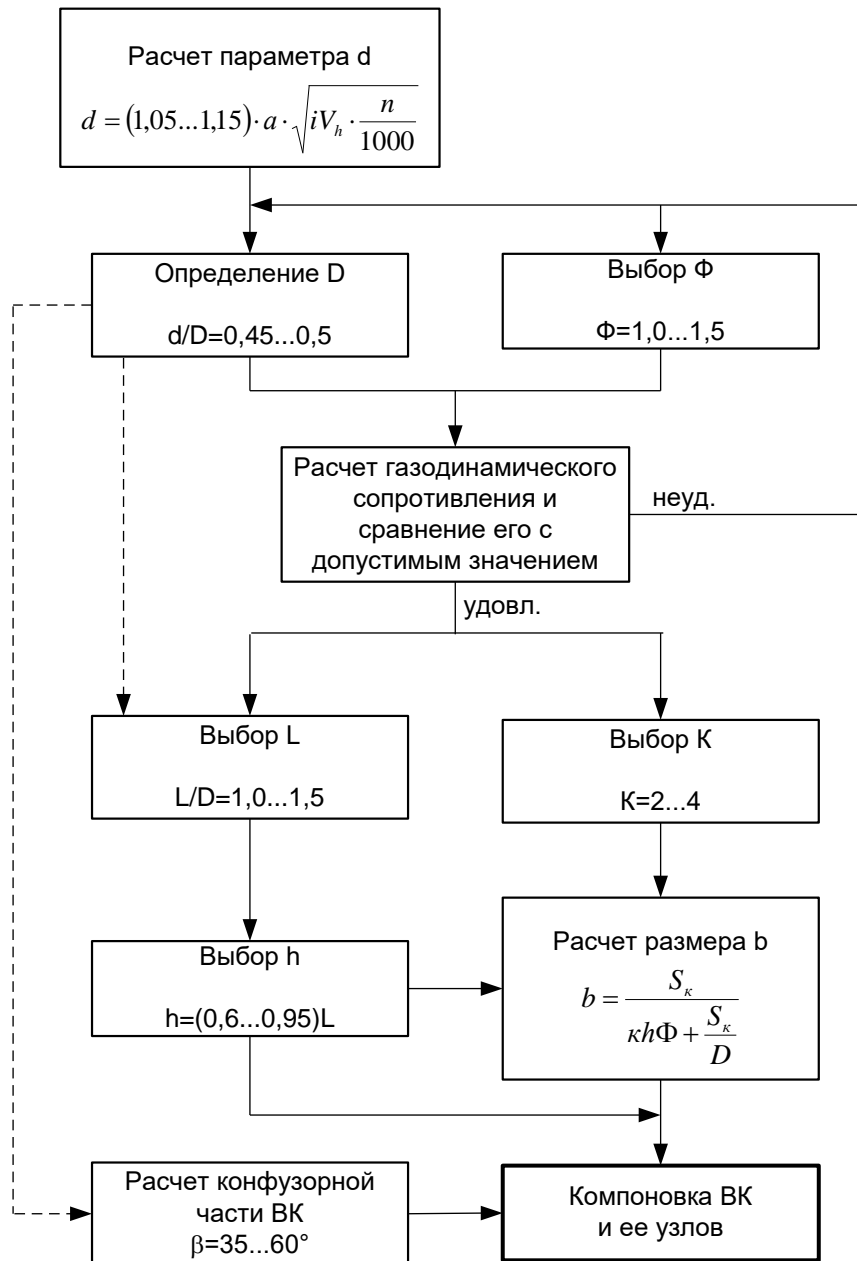 Расчет параметра d
d = (1,05...1,15) · a · √(iV_h · n/1000)
Определение D
d/D=0,45...0,5
Выбор Ф
Ф=1,0...1,5
Расчет газодинамического
сопротивления и
сравнение его с
допустимым значением
неуд.
удовл.
Выбор L
L/D=1,0...1,5
Выбор К
К=2...4
Выбор h
h=(0,6...0,95)L
Расчет размера b
b = S_к / (кhФ + S_к/D)
Расчет конфузорной
части ВК
β=35...60°
Компоновка ВК
и ее узлов